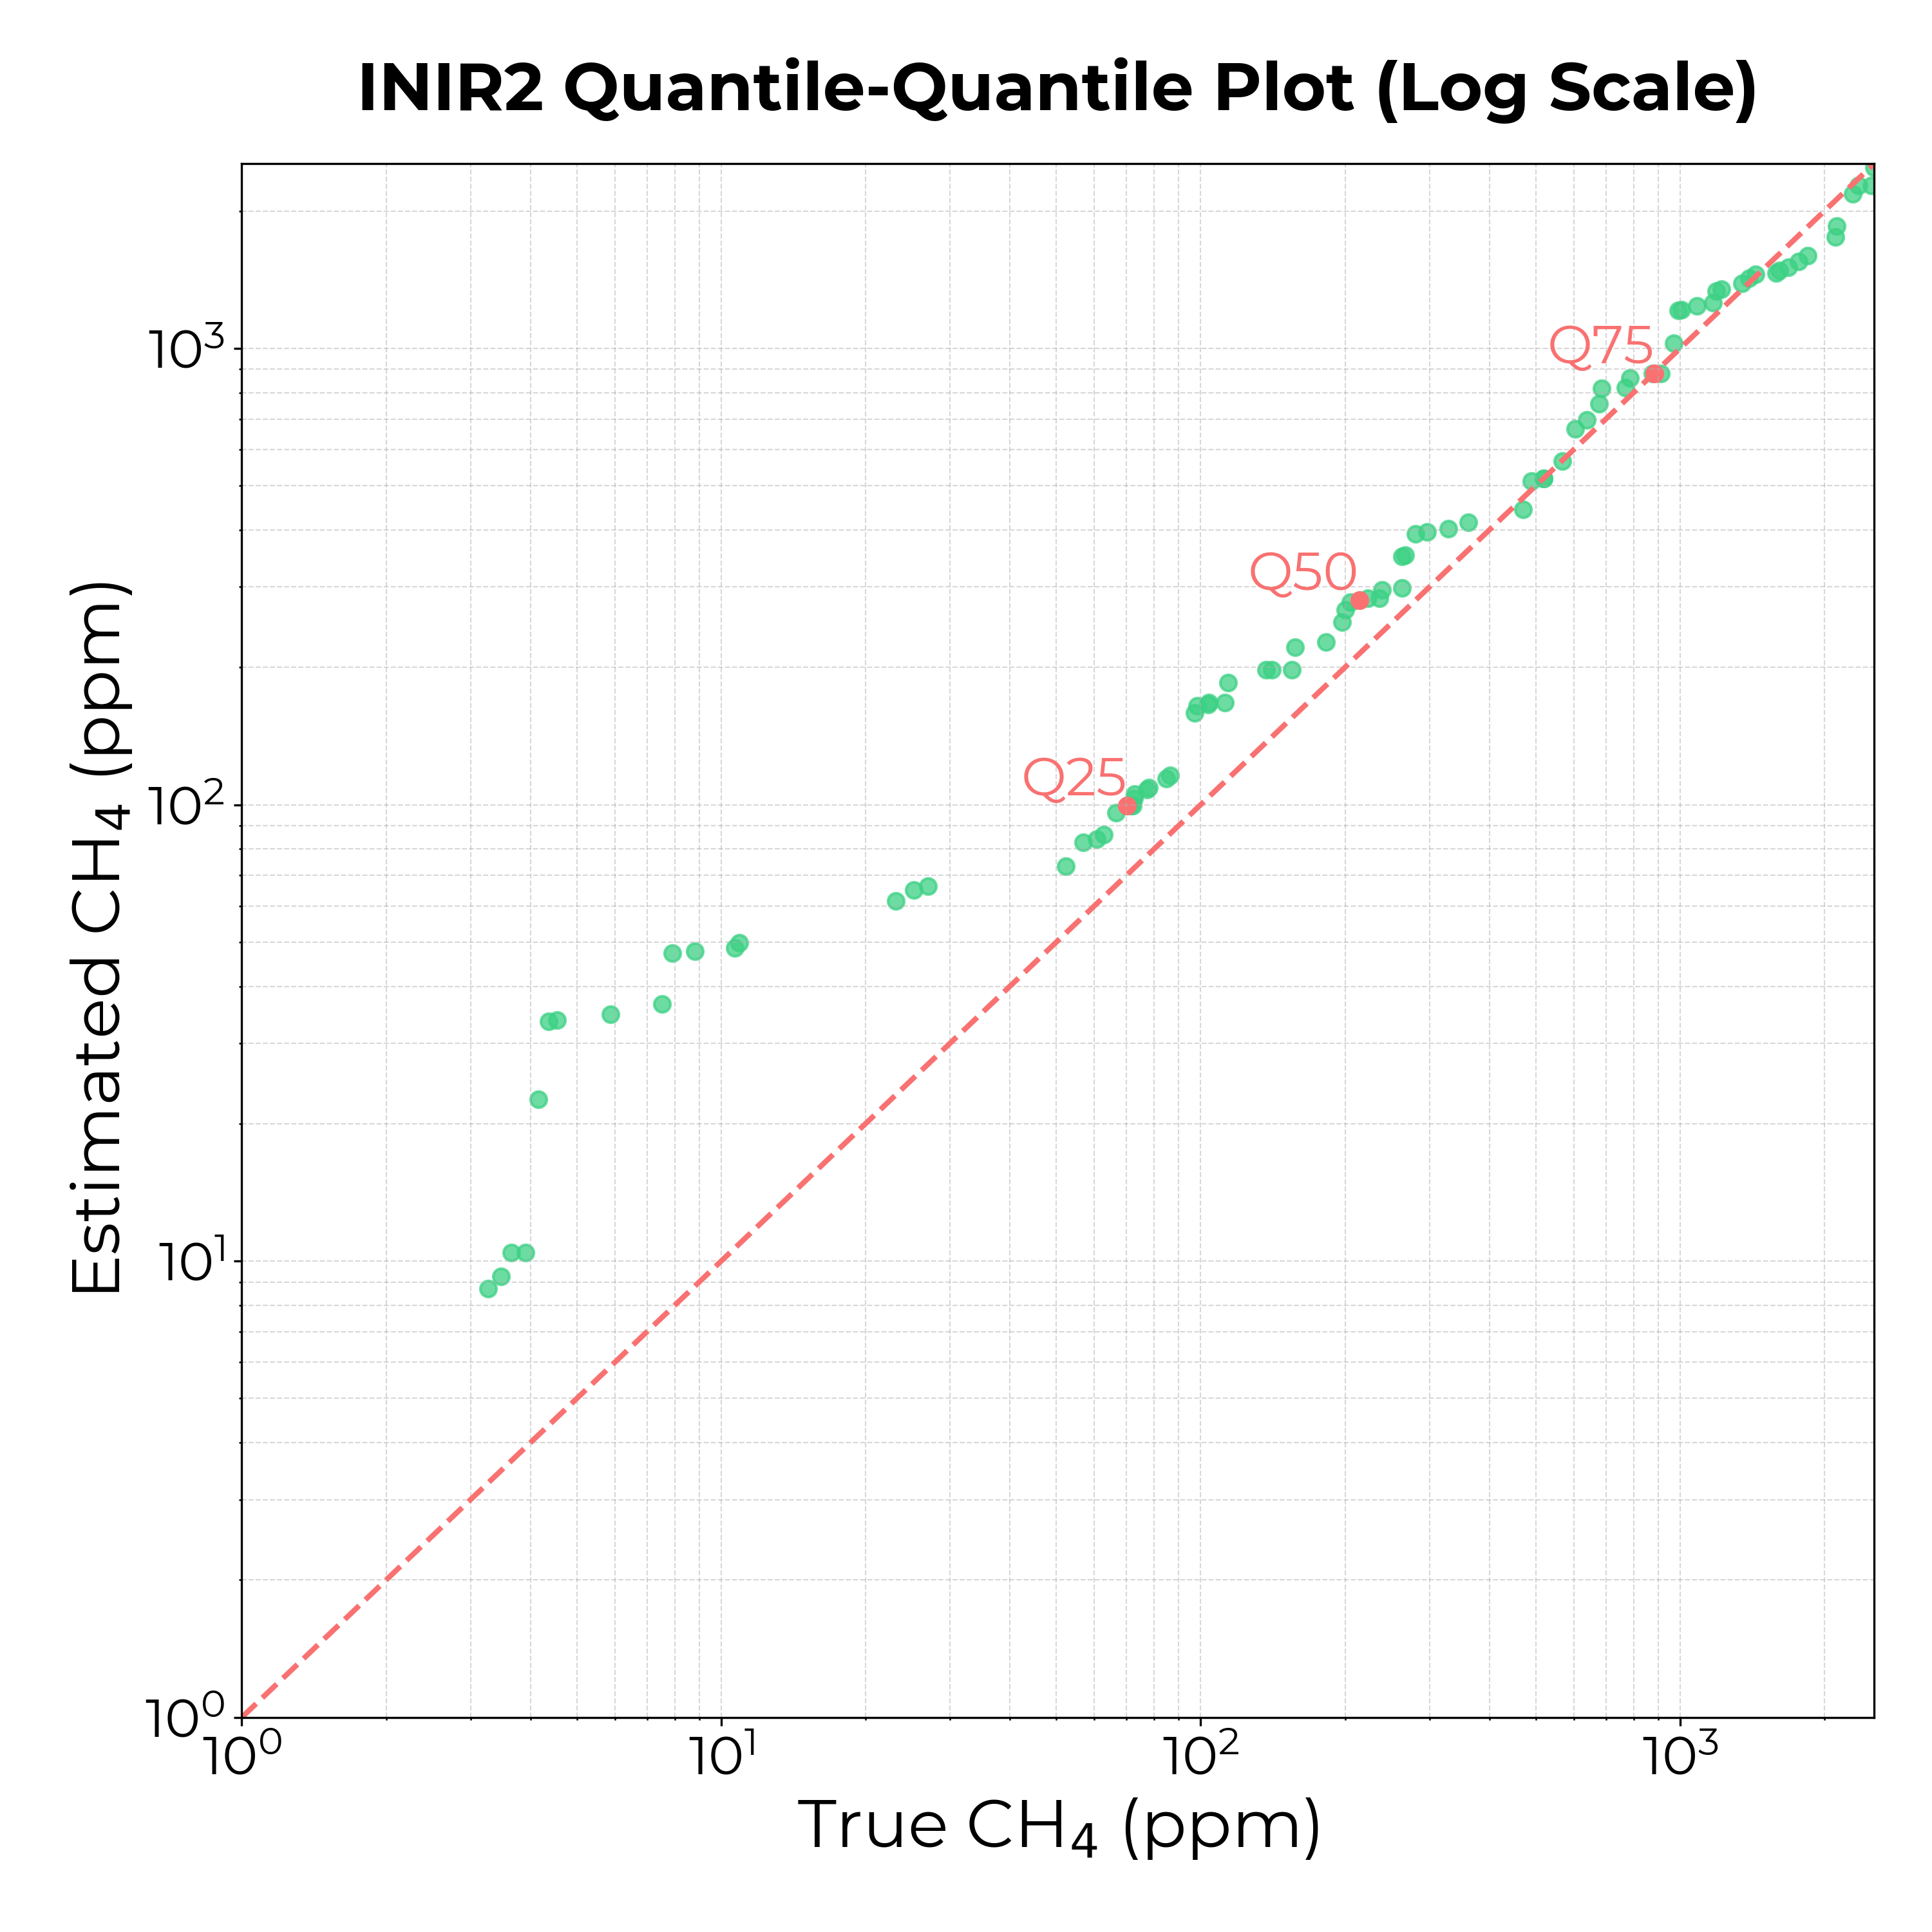 INIR2 Quantile-Quantile Plot (Log Scale)
Estimated CH₄ (ppm)
10³
10²
10¹
10⁰
Q75
Q50
Q25
10⁰ 10¹ 10² 10³
True CH₄ (ppm)